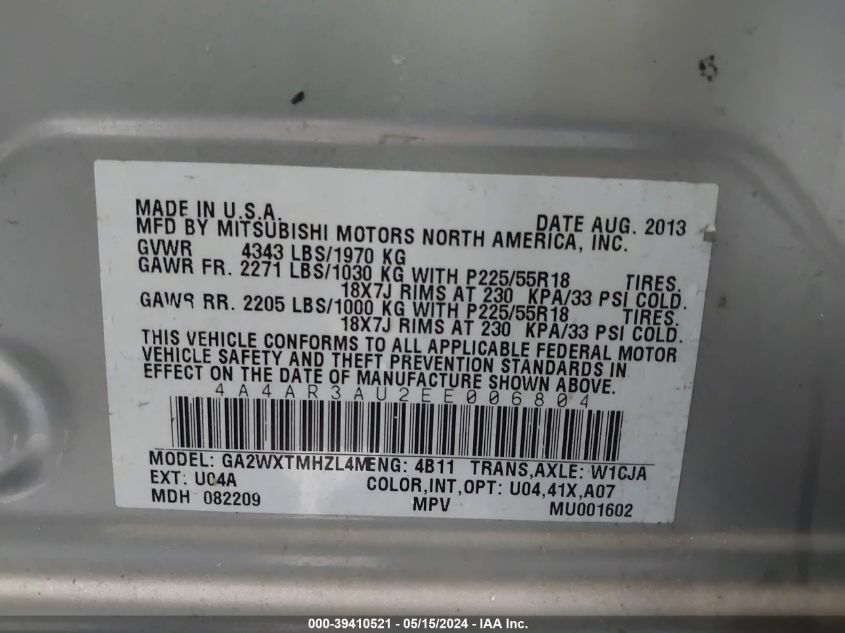 MADE IN U.S.A. DATE AUG. 2013
MFD BY MITSUBISHI MOTORS NORTH AMERICA, INC.
GVWR 4343 LBS/1970 KG
GAWR FR. 2271 LBS/1030 KG WITH P225/55R18 TIRES.
18X7J RIMS AT 230 KPA/33 PSI COLD.
GAWR RR. 2205 LBS/1000 KG WITH P225/55R18 TIRES.
18X7J RIMS AT 230 KPA/33 PSI COLD.
THIS VEHICLE CONFORMS TO ALL APPLICABLE FEDERAL MOTOR
VEHICLE SAFETY AND THEFT PREVENTION STANDARDS IN
EFFECT ON THE DATE OF MANUFACTURE SHOWN ABOVE.
4A4AR3AU2EE006804
MODEL: GA2WXTMHZL4M ENG: 4B11 TRANS,AXLE: W1CJA
EXT: U04A COLOR,INT,OPT: U04,41X,A07
MDH 082209 MPV MU001602
000-39410521 - 05/15/2024 - IAA Inc.